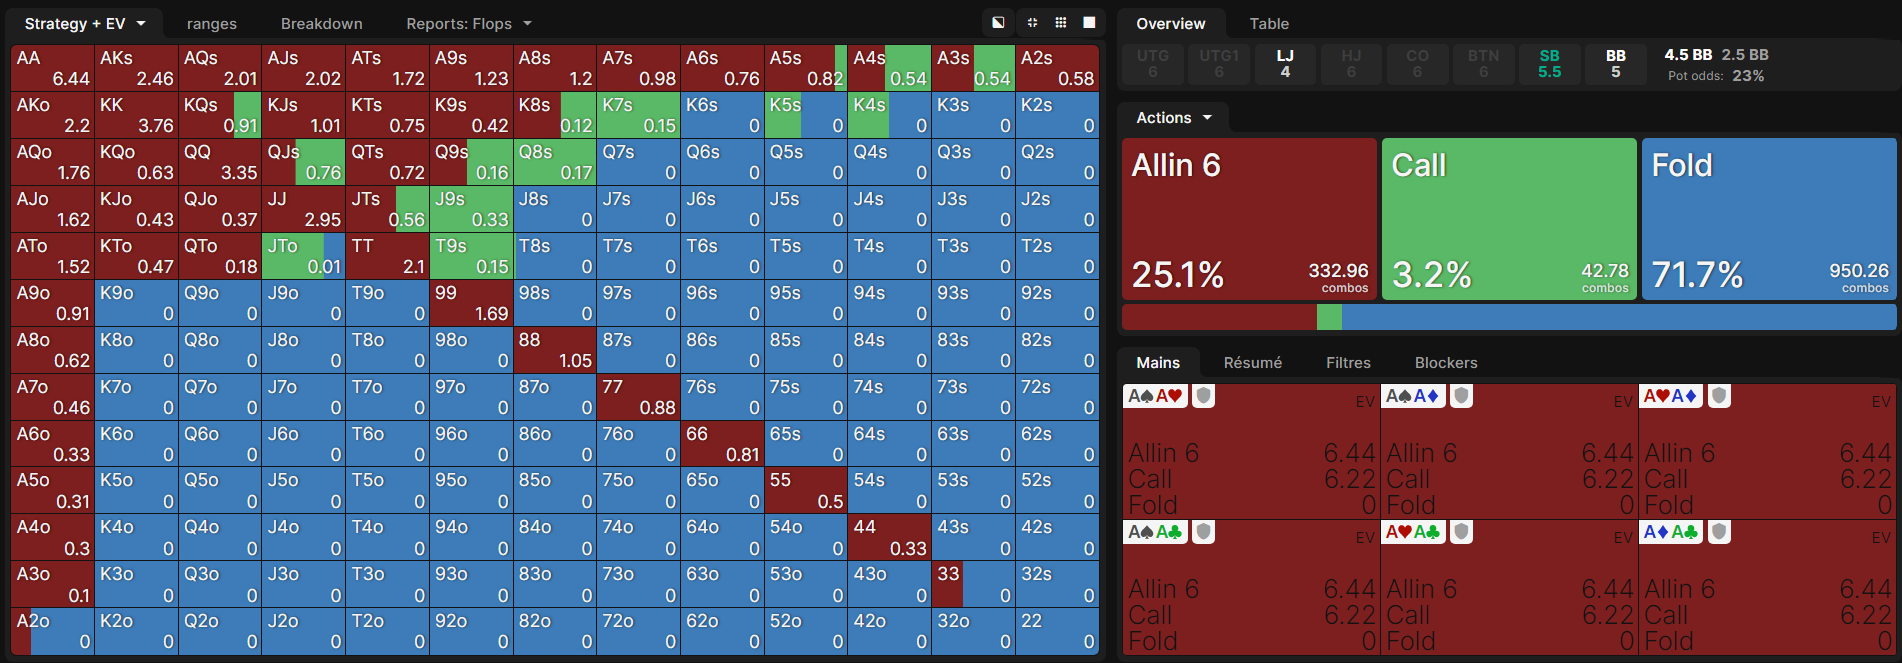 Strategy + EV ranges Breakdown Reports: Flops
AA AKs AQs AJs ATs A9s A8s A7s A6s A5s A4s A3s A2s
6.44 2.46 2.01 2.02 1.72 1.23 1.2 0.98 0.76 0.82 0.54 0.54 0.58
AKo KK KQs KJs KTs K9s K8s K7s K6s K5s K4s K3s K2s
2.2 3.76 0.91 1.01 0.75 0.42 0.12 0.15 0 0 0 0 0
AQo KQo QQ QJs QTs Q9s Q8s Q7s Q6s Q5s Q4s Q3s Q2s
1.76 0.63 3.35 0.76 0.72 0.16 0.17 0 0 0 0 0 0
AJo KJo QJo JJ JTs J9s J8s J7s J6s J5s J4s J3s J2s
1.62 0.43 0.37 2.95 0.56 0.33 0 0 0 0 0 0 0
ATo KTo QTo JTo TT T9s T8s T7s T6s T5s T4s T3s T2s
1.52 0.47 0.18 0.01 2.1 0.15 0 0 0 0 0 0 0
A9o K9o Q9o J9o T9o 99 98s 97s 96s 95s 94s 93s 92s
0.91 0 0 0 0 1.69 0 0 0 0 0 0 0
A8o K8o Q8o J8o T8o 98o 88 87s 86s 85s 84s 83s 82s
0.62 0 0 0 0 0 1.05 0 0 0 0 0 0
A7o K7o Q7o J7o T7o 97o 87o 77 76s 75s 74s 73s 72s
0.46 0 0 0 0 0 0 0.88 0 0 0 0 0
A6o K6o Q6o J6o T6o 96o 86o 76o 66 65s 64s 63s 62s
0.33 0 0 0 0 0 0 0 0.81 0 0 0 0
A5o K5o Q5o J5o T5o 95o 85o 75o 65o 55 54s 53s 52s
0.31 0 0 0 0 0 0 0 0 0.5 0 0 0
A4o K4o Q4o J4o T4o 94o 84o 74o 64o 54o 44 43s 42s
0.3 0 0 0 0 0 0 0 0 0 0.33 0 0
A3o K3o Q3o J3o T3o 93o 83o 73o 63o 53o 43o 33 32s
0.1 0 0 0 0 0 0 0 0 0 0 0 0
A2o K2o Q2o J2o T2o 92o 82o 72o 62o 52o 42o 32o 22
0 0 0 0 0 0 0 0 0 0 0 0 0
Overview Table
UTG UTG1 LJ HJ CO BTN SB BB 4.5 BB 2.5 BB
6 6 4 6 6 6 5.5 5 Pot odds: 23%
Actions
Allin 6 Call Fold
25.1% 332.96 combos 3.2% 42.78 combos 71.7% 950.26 combos
Mains Résumé Filtres Blockers
A♠A♥ EV A♠A♦ EV A♥A♦ EV
Allin 6 6.44 Allin 6 6.44 Allin 6 6.44
Call 6.22 Call 6.22 Call 6.22
Fold 0 Fold 0 Fold 0
A♠A♣ EV A♥A♣ EV A♦A♣ EV
Allin 6 6.44 Allin 6 6.44 Allin 6 6.44
Call 6.22 Call 6.22 Call 6.22
Fold 0 Fold 0 Fold 0